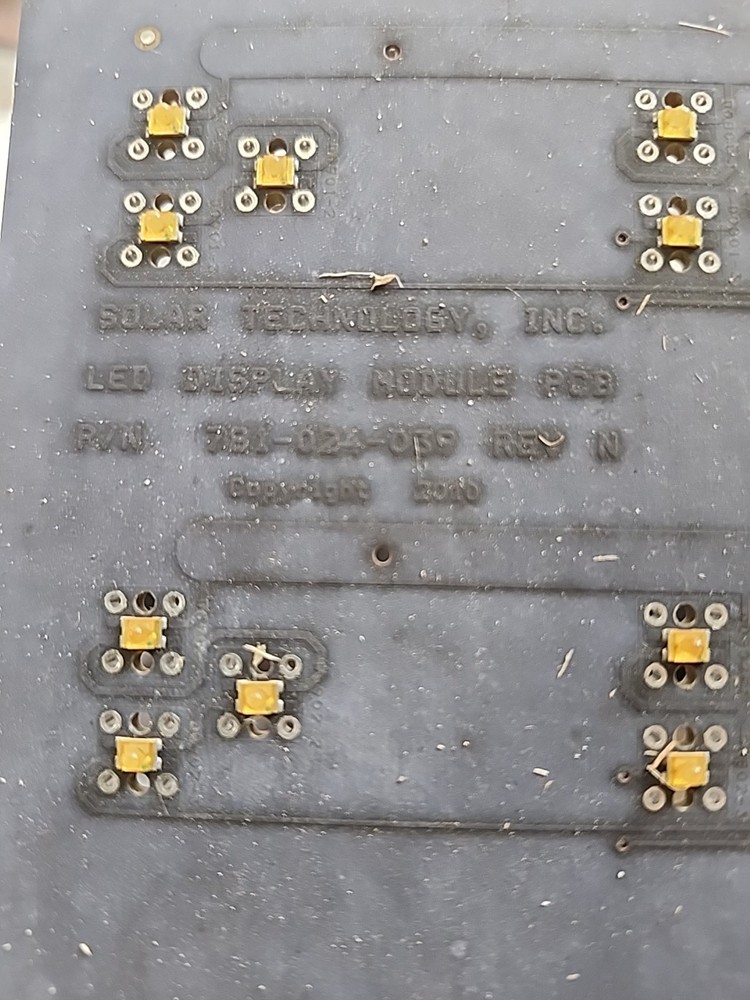 SOLAR TECHNOLOGY, INC.
LED DISPLAY MODULE PCB
P/N 781-024-039 REV N
Copyright 2010